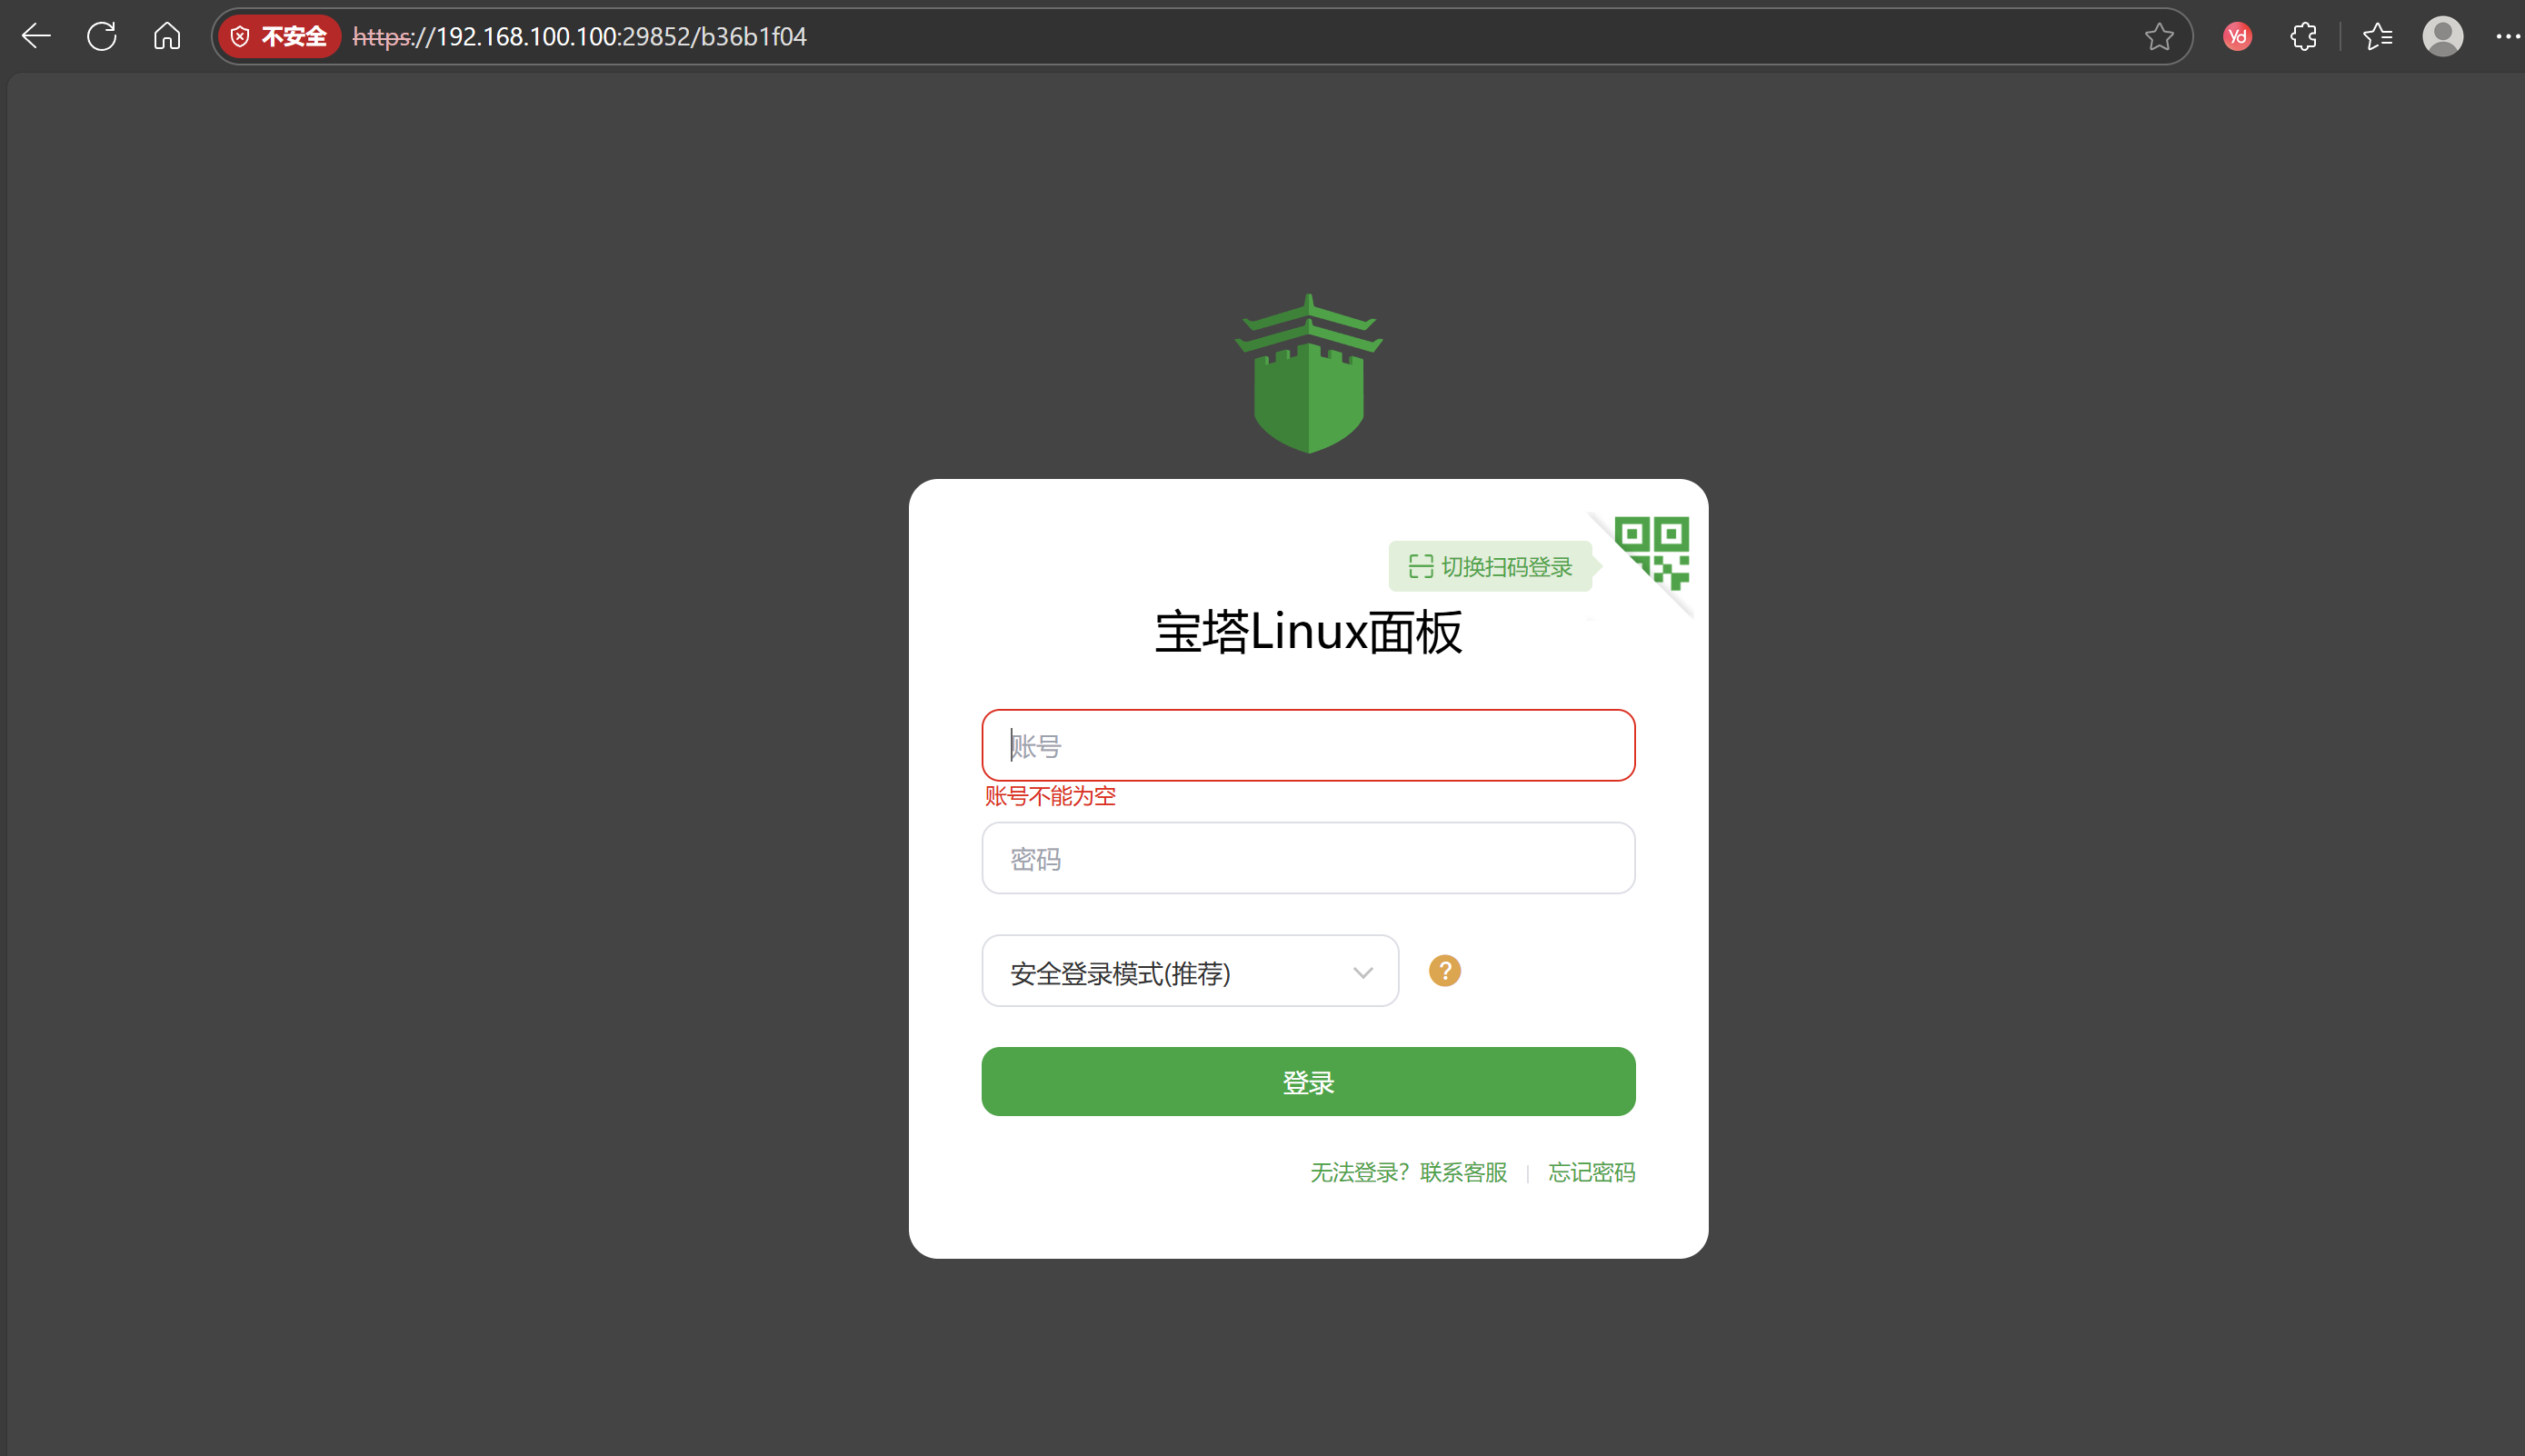 不安全 https://192.168.100.100:29852/b36b1f04
Yd
切换扫码登录
宝塔Linux面板
账号
账号不能为空
密码
安全登录模式(推荐)
?
登录
无法登录？联系客服 | 忘记密码